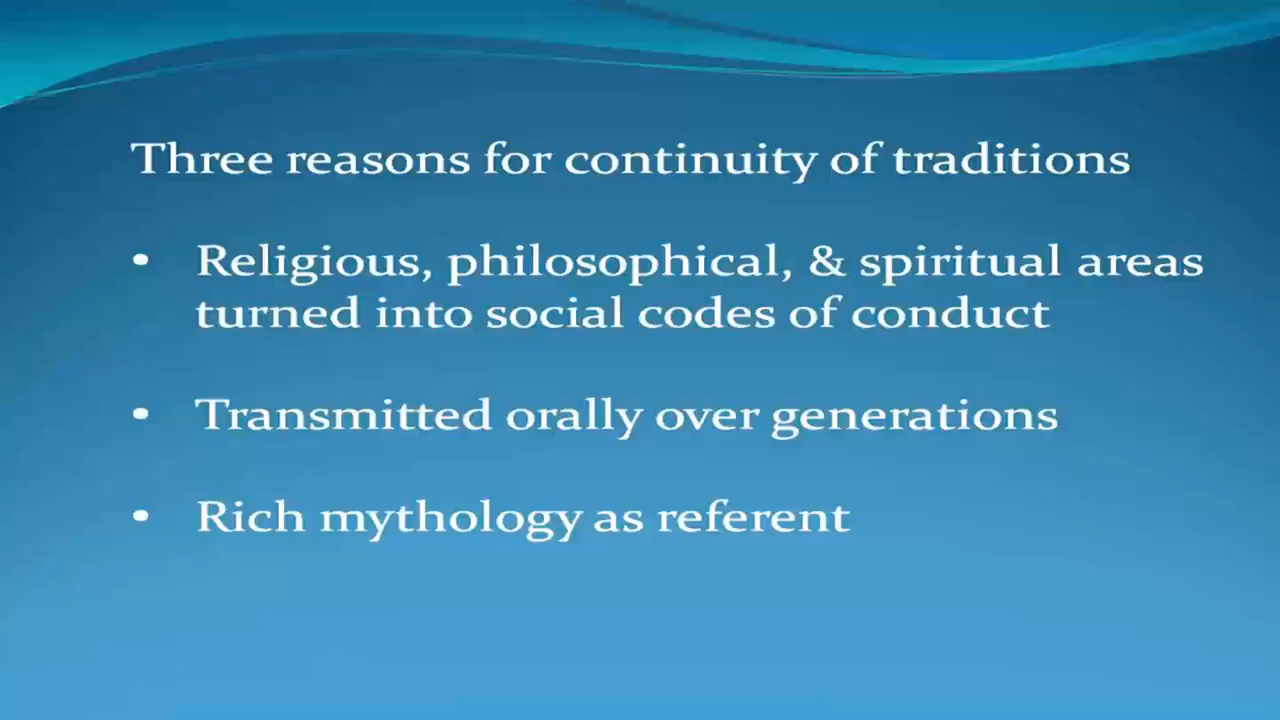 Three reasons for continuity of traditions
• Religious, philosophical, & spiritual areas
turned into social codes of conduct
• Transmitted orally over generations
• Rich mythology as referent